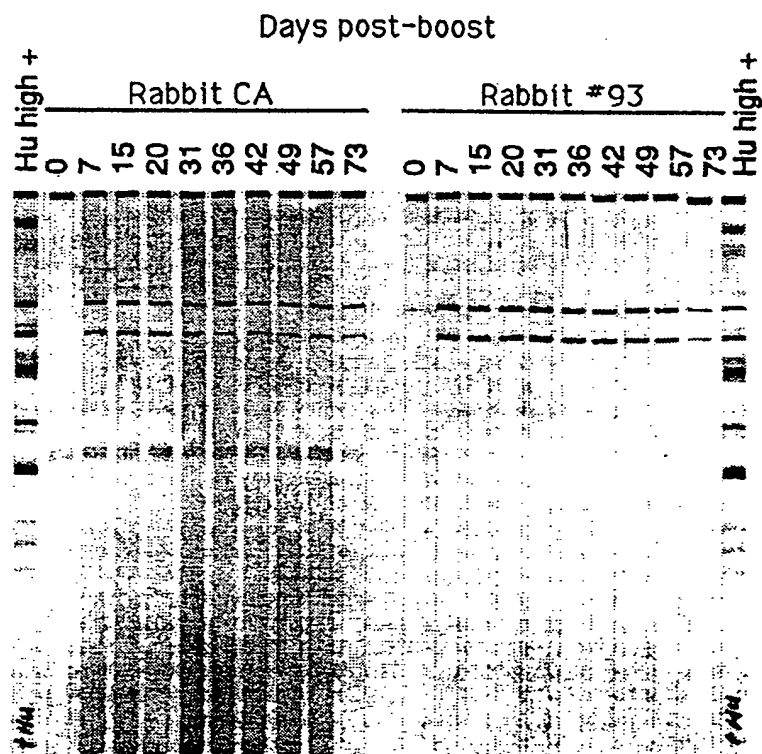 Days post-boost
Hu high +
Rabbit CA
0 7 15 20 31 36 42 49 57 73
Rabbit #93
0 7 15 20 31 36 42 49 57 73
Hu high +